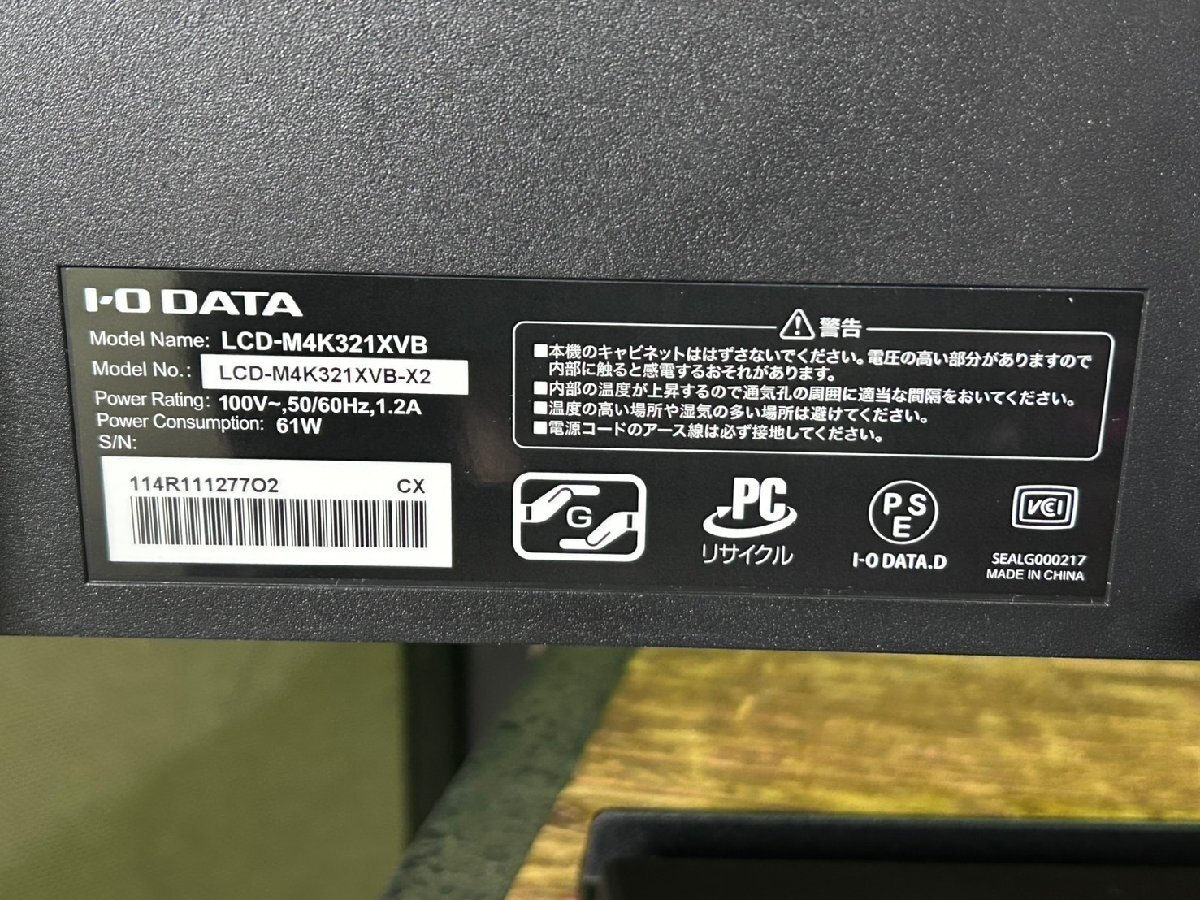 I-O DATA
Model Name: LCD-M4K321XVB
Model No.: LCD-M4K321XVB-X2
Power Rating: 100V~,50/60Hz,1.2A
Power Consumption: 61W
S/N:
114R11127702 CX
警告
■本機のキャビネットははずさないでください。電圧の高い部分がありますので
内部に触ると感電するおそれがあります。
■内部の温度が上昇するので通気孔の周囲に適当な間隔をおいてください。
■温度の高い場所や湿気の多い場所は避けてください。
■電源コードのアース線は必ず接地してください。
G
PC
リサイクル
PS
E
I-O DATA.D
VCI
SEALG000217
MADE IN CHINA